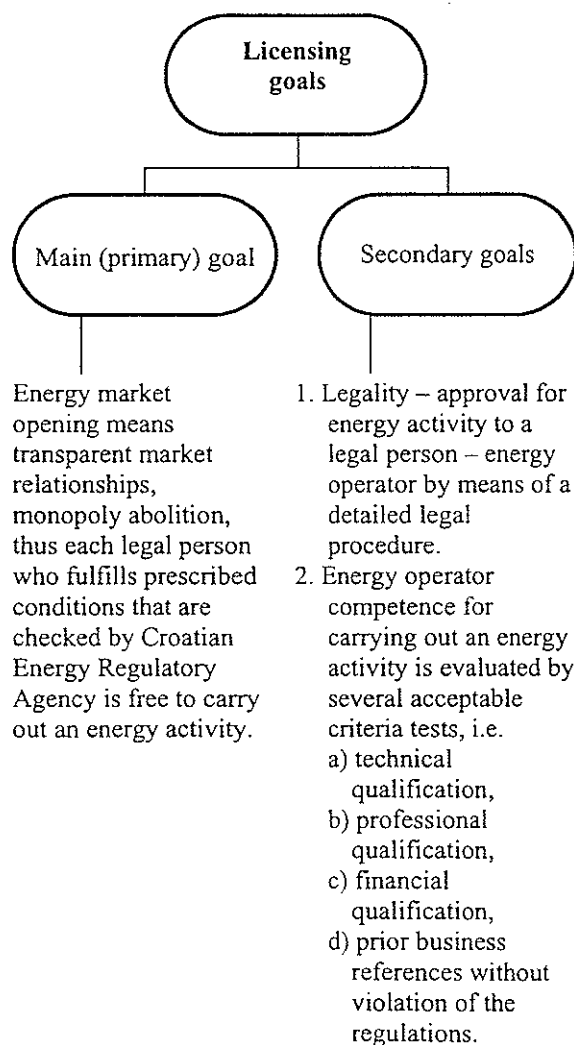 Licensing
goals
Main (primary) goal
Secondary goals
Energy market
opening means
transparent market
relationships,
monopoly abolition,
thus each legal person
who fulfills prescribed
conditions that are
checked by Croatian
Energy Regulatory
Agency is free to carry
out an energy activity.
1. Legality – approval for
energy activity to a
legal person – energy
operator by means of a
detailed legal
procedure.
2. Energy operator
competence for
carrying out an energy
activity is evaluated by
several acceptable
criteria tests, i.e.
a) technical
qualification,
b) professional
qualification,
c) financial
qualification,
d) prior business
references without
violation of the
regulations.